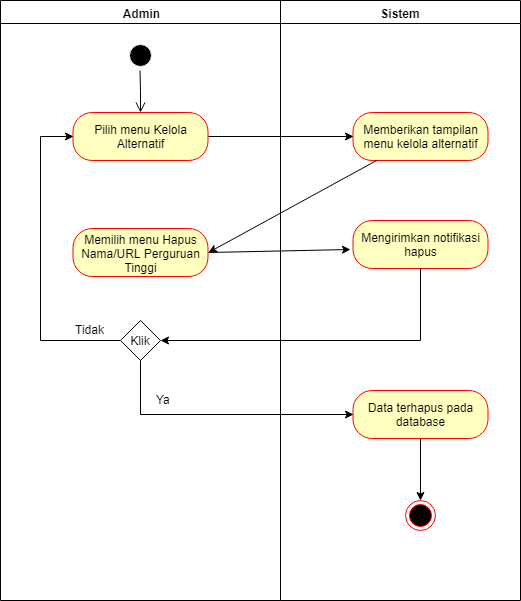 Admin
Sistem
Pilih menu Kelola
Alternatif
Memberikan tampilan
menu kelola alternatif
Memilih menu Hapus
Nama/URL Perguruan
Tinggi
Mengirimkan notifikasi
hapus
Tidak
Klik
Ya
Data terhapus pada
database